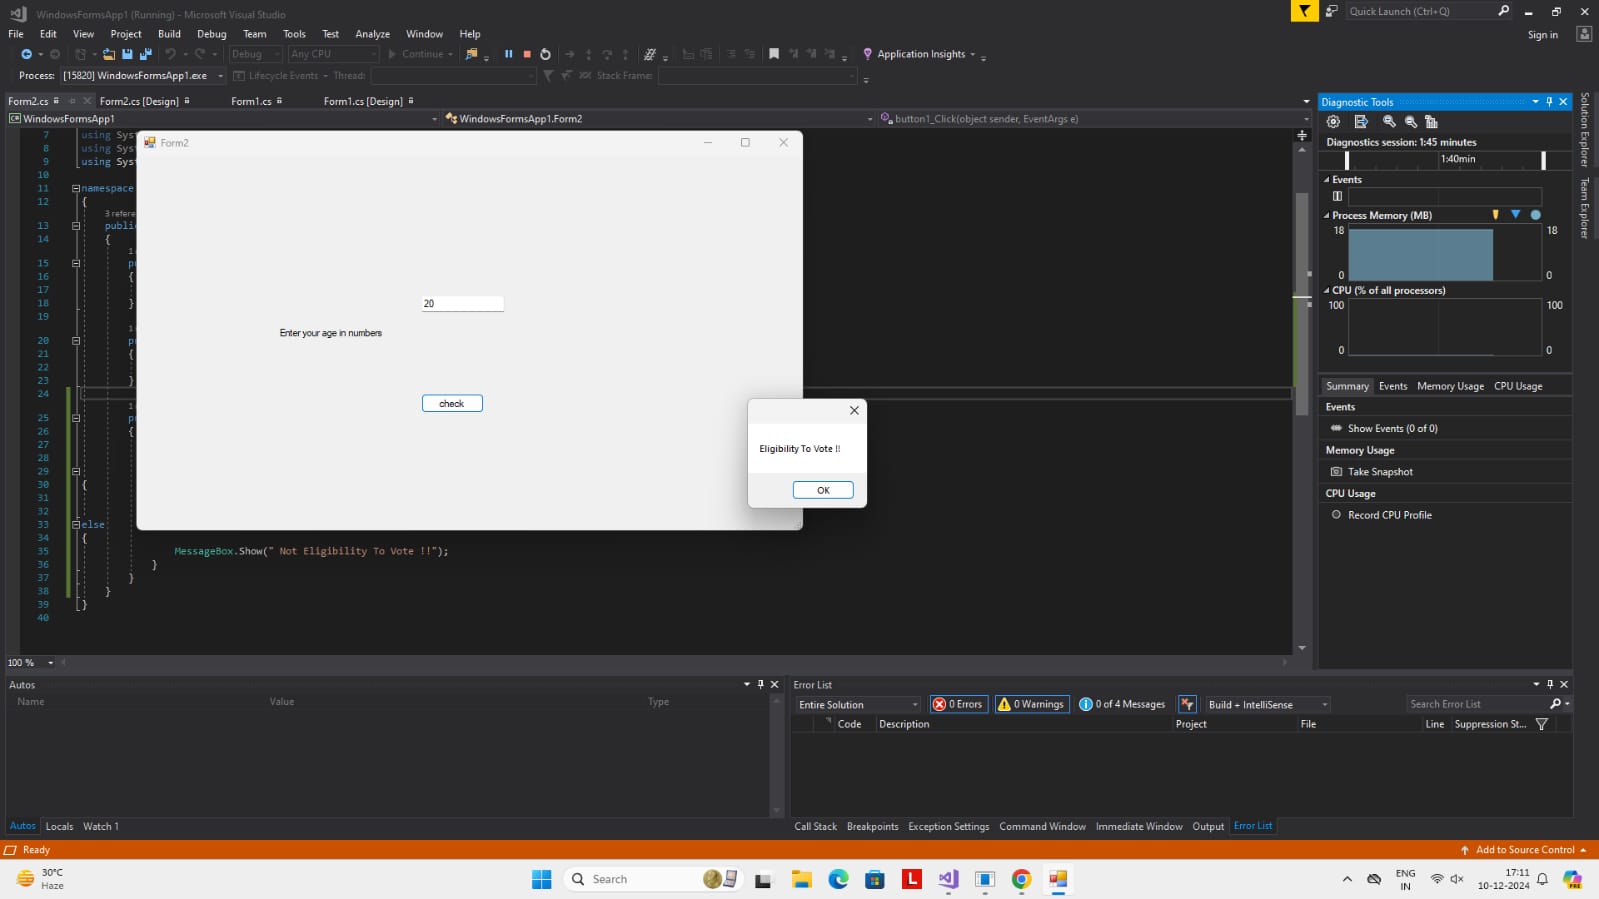 WindowsFormsApp1 (Running) - Microsoft Visual Studio
Quick Launch (Ctrl+Q)
File Edit View Project Build Debug Team Tools Test Analyze Window Help
Sign in
Debug Any CPU Continue Application Insights
Process: [15820] WindowsFormsApp1.exe Lifecycle Events Thread: Stack Frame:
Form2.cs Form2.cs [Design] Form1.cs Form1.cs [Design]
WindowsFormsApp1 WindowsFormsApp1.Form2 button1_Click(object sender, EventArgs e)
7 using Sys
8 using Sys
9 using Sys
10
11 namespace
12 {
3 refere
13 public
14 {
15
16 {
17
18 }
19
20
21 {
22
23 }
24
25
26 {
27
28
29
30 {
31
32
33 else
34 {
35 MessageBox.Show(" Not Eligibility To Vote !!");
36 }
37 }
38 }
39 }
40
100 %
Form2
20
Enter your age in numbers
check
Eligibility To Vote !!
OK
Diagnostic Tools
Diagnostics session: 1:45 minutes
1:40min
Events
Process Memory (MB)
18 18
0 0
CPU (% of all processors)
100 100
0 0
Summary Events Memory Usage CPU Usage
Events
Show Events (0 of 0)
Memory Usage
Take Snapshot
CPU Usage
Record CPU Profile
Solution Explorer
Team Explorer
Autos
Name Value Type
Autos Locals Watch 1
Error List
Entire Solution 0 Errors 0 Warnings 0 of 4 Messages Build + IntelliSense Search Error List
Code Description Project File Line Suppression St...
Call Stack Breakpoints Exception Settings Command Window Immediate Window Output Error List
Ready
Add to Source Control
30°C
Haze
Search
L
ENG
IN
17:11
10-12-2024
PRE